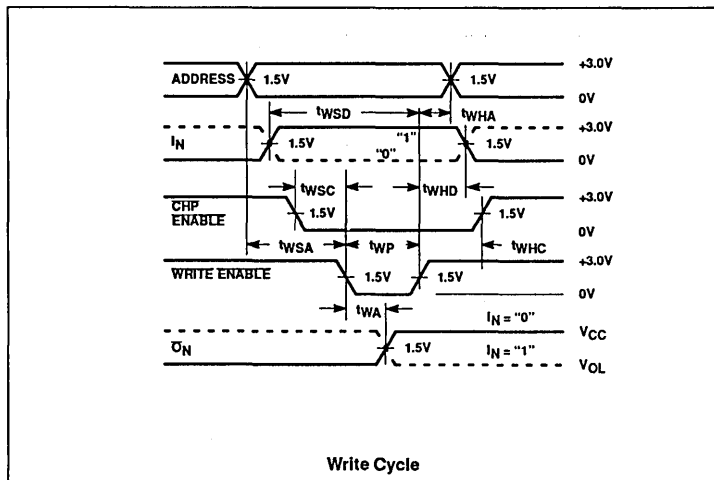 +3.0V
ADDRESS 1.5V 1.5V
0V
tWSD tWHA
+3.0V
IN 1.5V "1" "0" 1.5V
0V
tWSC tWHD
+3.0V
CHP
ENABLE 1.5V 1.5V
0V
tWSA tWP tWHC
+3.0V
WRITE ENABLE 1.5V 1.5V
0V
tWA
IN = "0"
VCC
ŌN 1.5V IN = "1"
VOL
Write Cycle